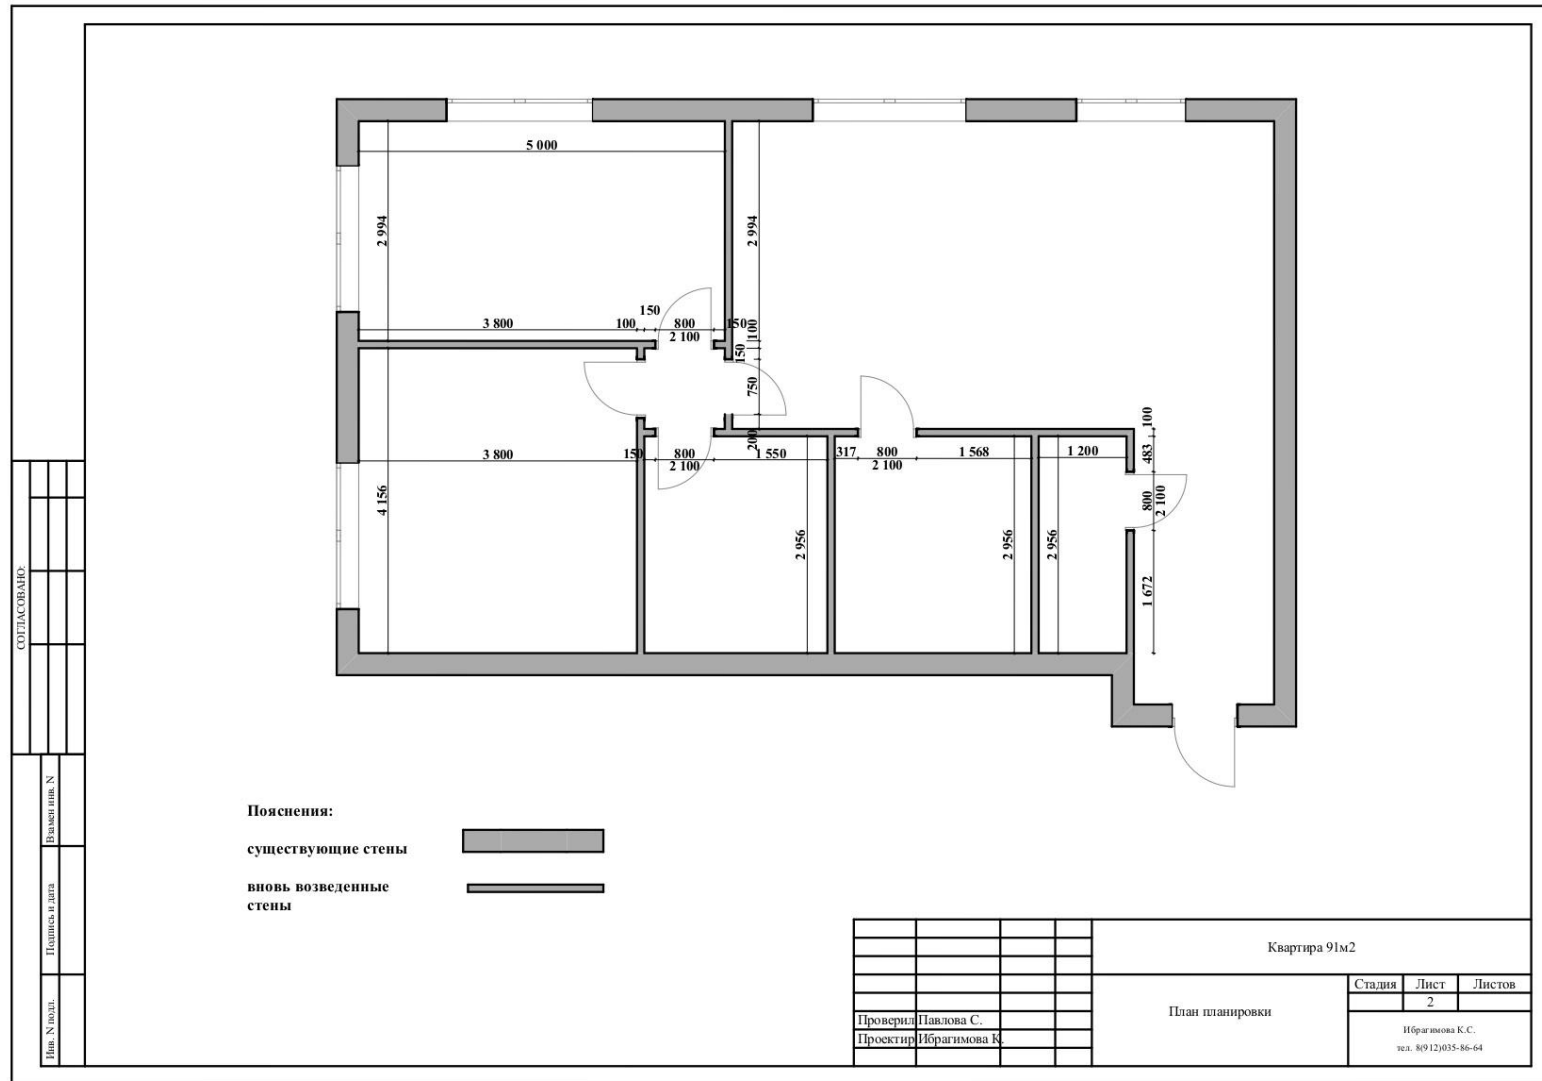 5 000
2 994
2 994
150
3 800
100
800
150
2 100
100
150
750
200
100
3 800
150
800
2 100
1 550
317
800
2 100
1 568
1 200
483
800
2 100
4 156
2 956
2 956
2 956
1 672
СОГЛАСОВАНО:
Взамен инв. N
Подпись и дата
Инв. N подл.
Пояснения:
существующие стены
вновь возведенные
стены
Квартира 91м2
Стадия Лист Листов
2
План планировки
Проверил Павлова С.
Проектир Ибрагимова К.
Ибрагимова К.С.
тел. 8(912)035-86-64